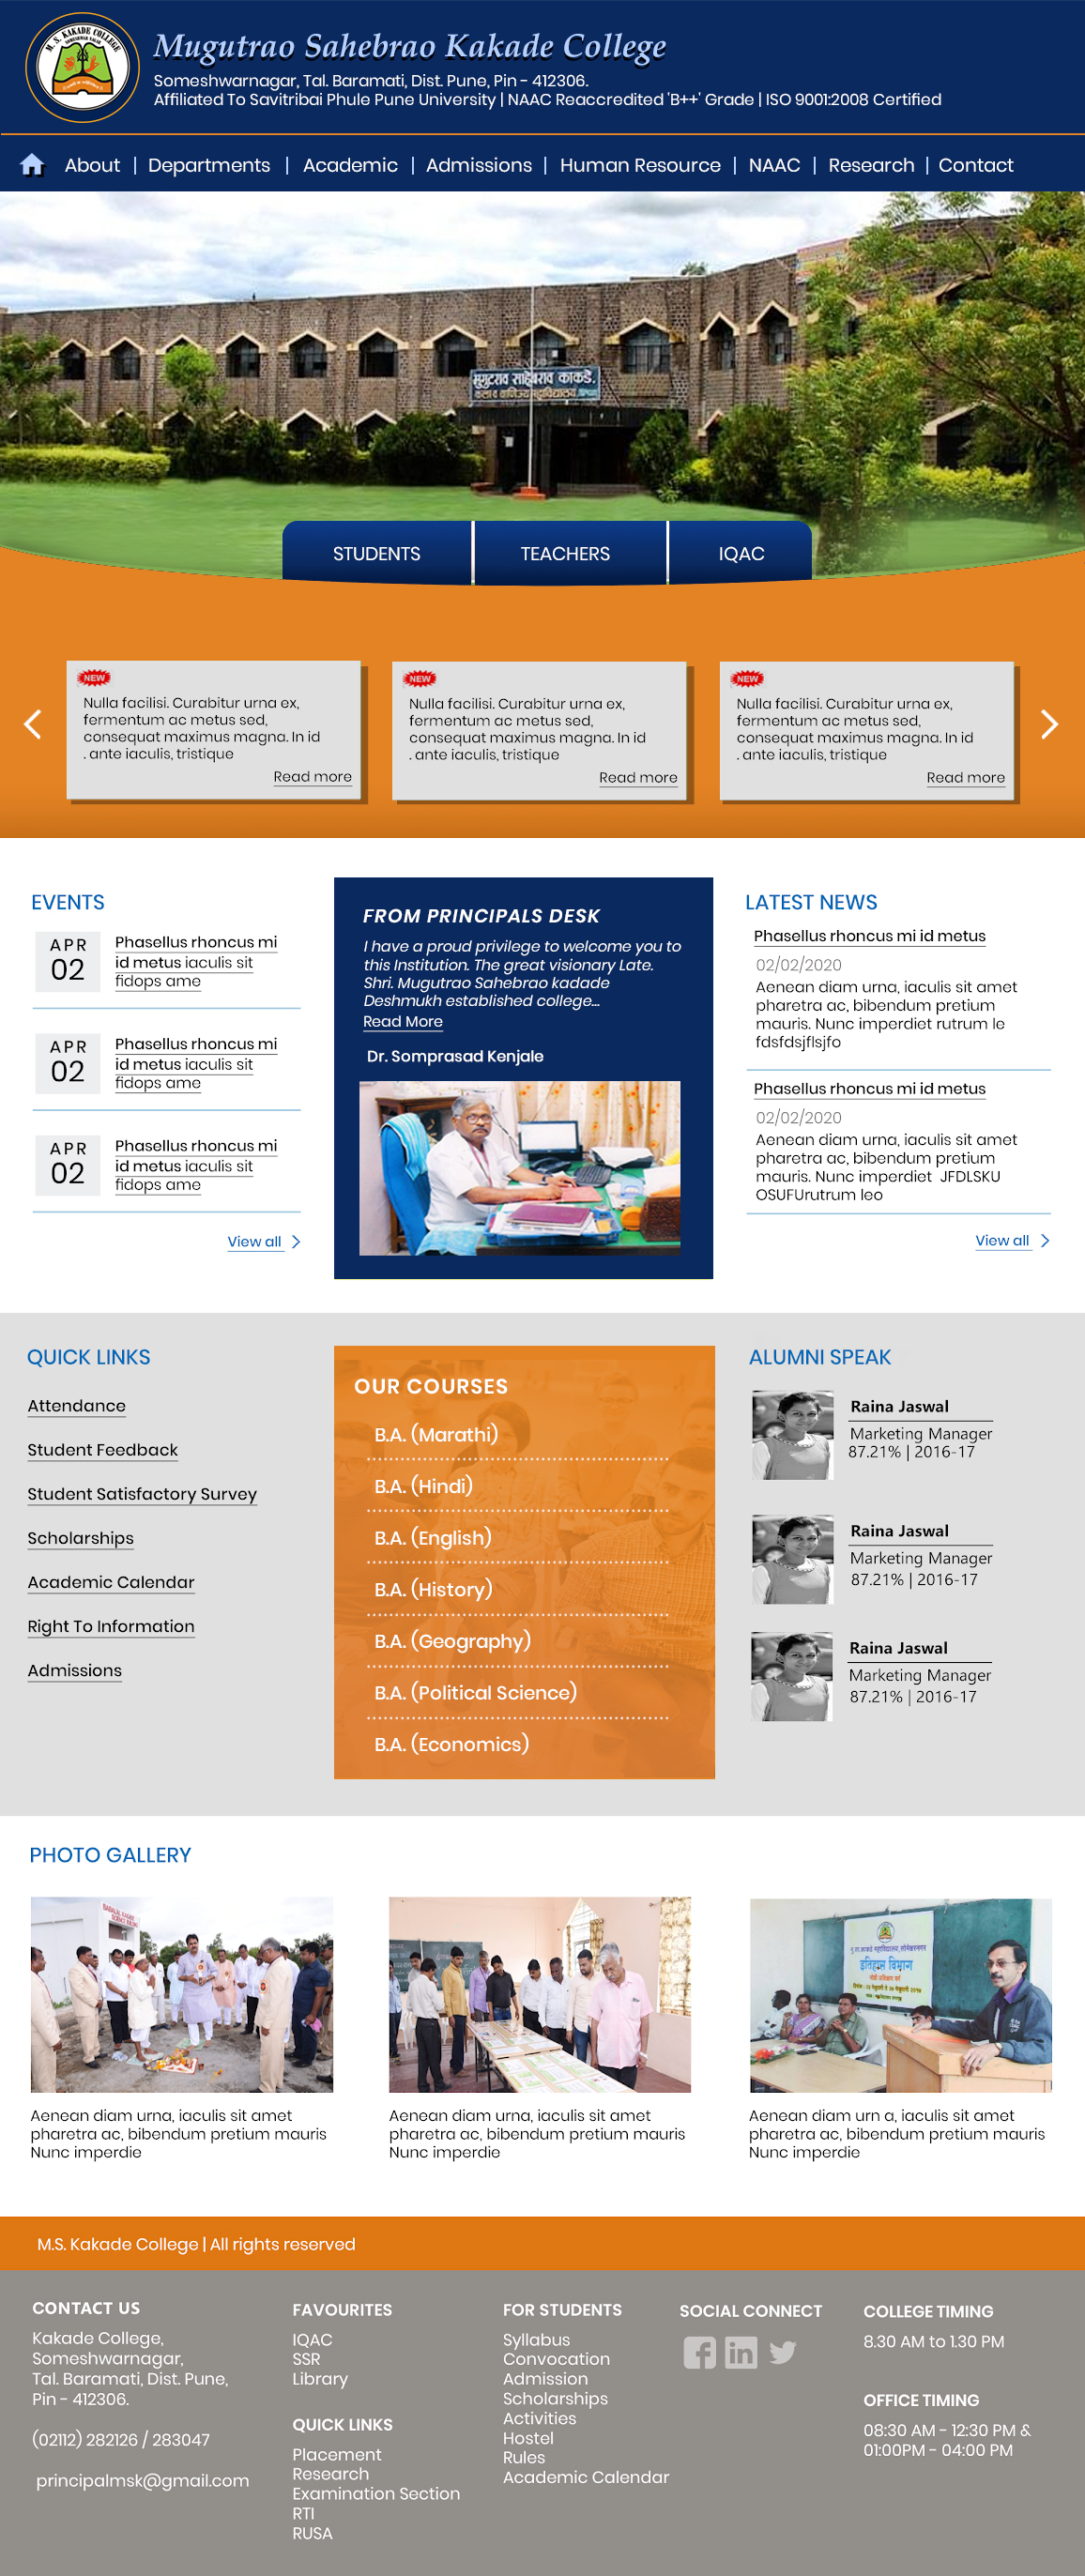 M. S. KAKADE COLLEGE
Mugutrao Sahebrao Kakade College
Someshwarnagar, Tal. Baramati, Dist. Pune, Pin - 412306.
Affiliated To Savitribai Phule Pune University | NAAC Reaccredited 'B++' Grade | ISO 9001:2008 Certified
About | Departments | Academic | Admissions | Human Resource | NAAC | Research | Contact
मुगुटराव साहेबराव काकडे.
STUDENTS
TEACHERS
IQAC
NEW
Nulla facilisi. Curabitur urna ex,
fermentum ac metus sed,
consequat maximus magna. In id
. ante iaculis, tristique
Read more
NEW
Nulla facilisi. Curabitur urna ex,
fermentum ac metus sed,
consequat maximus magna. In id
. ante iaculis, tristique
Read more
NEW
Nulla facilisi. Curabitur urna ex,
fermentum ac metus sed,
consequat maximus magna. In id
. ante iaculis, tristique
Read more
EVENTS
APR
02
Phasellus rhoncus mi
id metus iaculis sit
fidops ame
APR
02
Phasellus rhoncus mi
id metus iaculis sit
fidops ame
APR
02
Phasellus rhoncus mi
id metus iaculis sit
fidops ame
View all
FROM PRINCIPALS DESK
I have a proud privilege to welcome you to
this Institution. The great visionary Late.
Shri. Mugutrao Sahebrao kadade
Deshmukh established college...
Read More
Dr. Somprasad Kenjale
LATEST NEWS
Phasellus rhoncus mi id metus
02/02/2020
Aenean diam urna, iaculis sit amet
pharetra ac, bibendum pretium
mauris. Nunc imperdiet rutrum le
fdsfdsjflsjfo
Phasellus rhoncus mi id metus
02/02/2020
Aenean diam urna, iaculis sit amet
pharetra ac, bibendum pretium
mauris. Nunc imperdiet JFDLSKU
OSUFUrutrum leo
View all
QUICK LINKS
Attendance
Student Feedback
Student Satisfactory Survey
Scholarships
Academic Calendar
Right To Information
Admissions
OUR COURSES
B.A. (Marathi)
B.A. (Hindi)
B.A. (English)
B.A. (History)
B.A. (Geography)
B.A. (Political Science)
B.A. (Economics)
ALUMNI SPEAK
Raina Jaswal
Marketing Manager
87.21% | 2016-17
Raina Jaswal
Marketing Manager
87.21% | 2016-17
Raina Jaswal
Marketing Manager
87.21% | 2016-17
PHOTO GALLERY
इतिहास विभाग
Aenean diam urna, iaculis sit amet
pharetra ac, bibendum pretium mauris
Nunc imperdie
Aenean diam urna, iaculis sit amet
pharetra ac, bibendum pretium mauris
Nunc imperdie
Aenean diam urn a, iaculis sit amet
pharetra ac, bibendum pretium mauris
Nunc imperdie
M.S. Kakade College | All rights reserved
CONTACT US
Kakade College,
Someshwarnagar,
Tal. Baramati, Dist. Pune,
Pin - 412306.
(02112) 282126 / 283047
principalmsk@gmail.com
FAVOURITES
IQAC
SSR
Library
QUICK LINKS
Placement
Research
Examination Section
RTI
RUSA
FOR STUDENTS
Syllabus
Convocation
Admission
Scholarships
Activities
Hostel
Rules
Academic Calendar
SOCIAL CONNECT
COLLEGE TIMING
8.30 AM to 1.30 PM
OFFICE TIMING
08:30 AM - 12:30 PM &
01:00PM - 04:00 PM